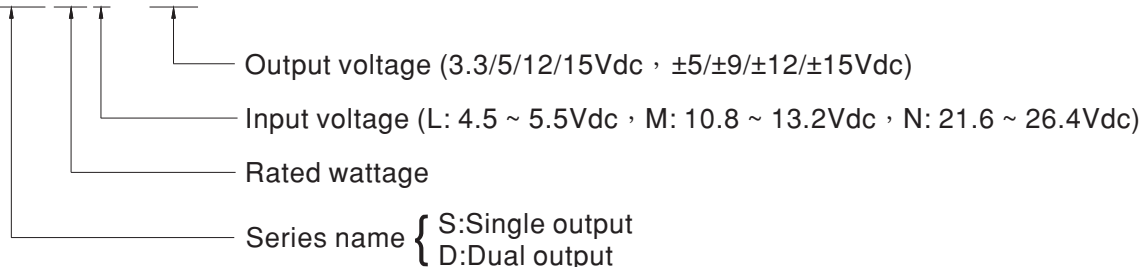 Output voltage (3.3/5/12/15Vdc，±5/±9/±12/±15Vdc)
Input voltage (L: 4.5 ~ 5.5Vdc，M: 10.8 ~ 13.2Vdc，N: 21.6 ~ 26.4Vdc)
Rated wattage
Series name { S:Single output
D:Dual output